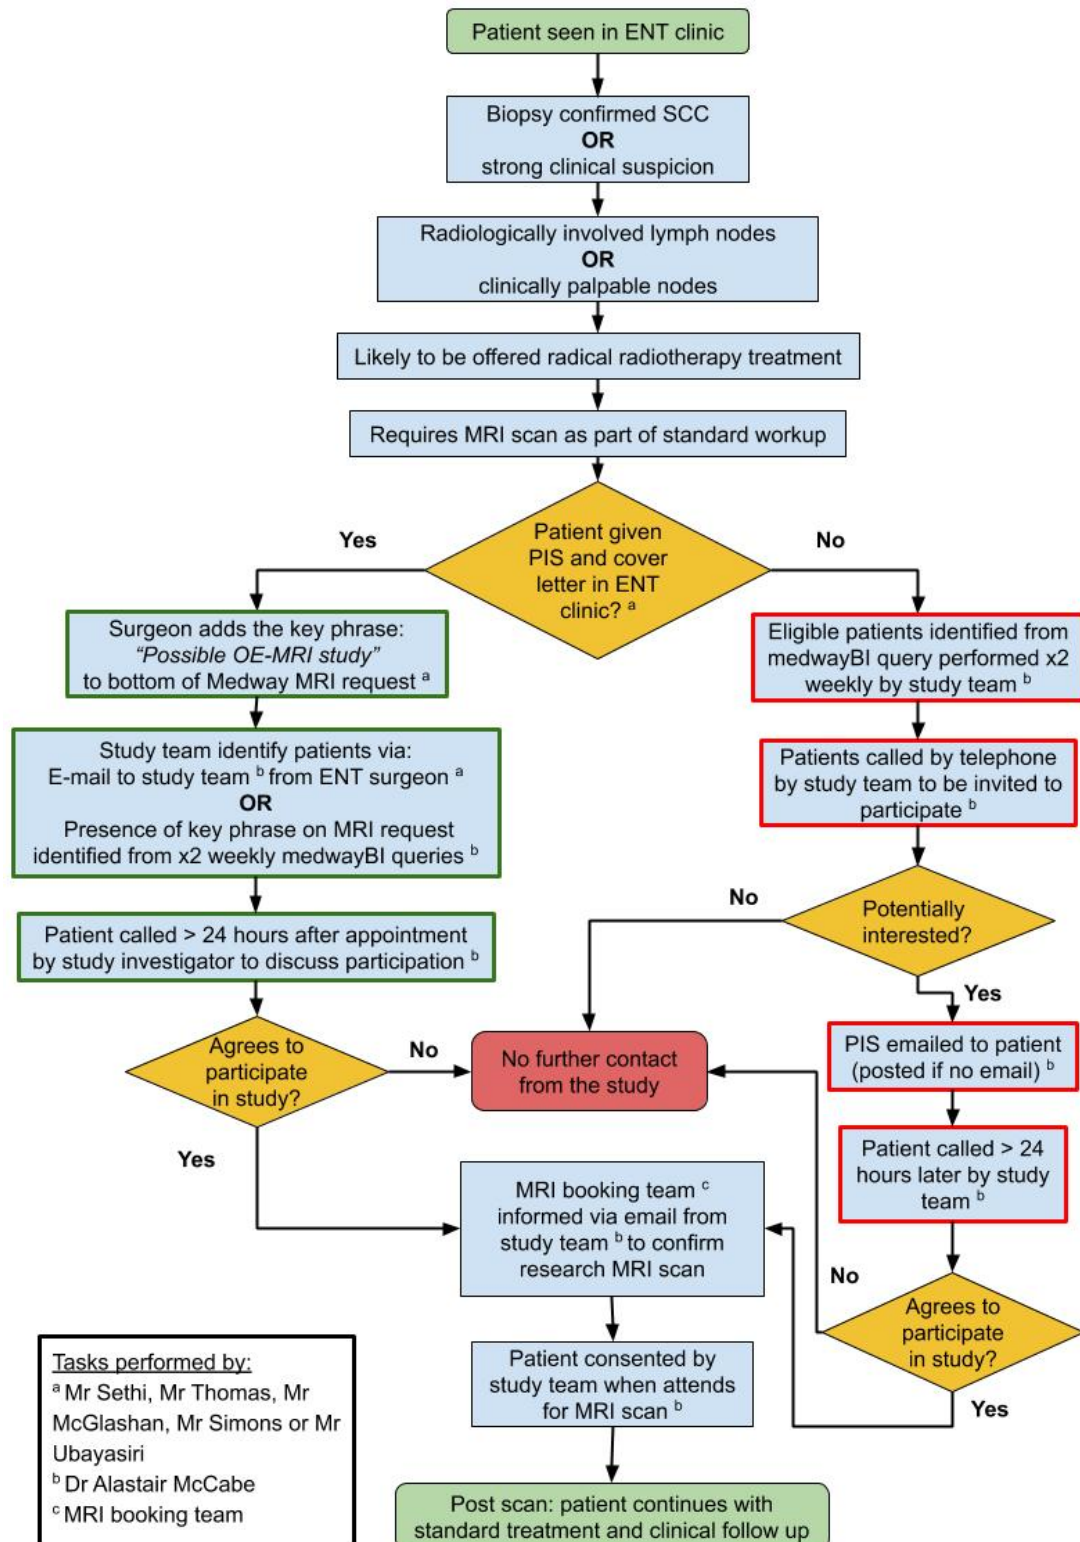 Patient seen in ENT clinic
Biopsy confirmed SCC
OR
strong clinical suspicion
Radiologically involved lymph nodes
OR
clinically palpable nodes
Likely to be offered radical radiotherapy treatment
Requires MRI scan as part of standard workup
Patient given
PIS and cover
letter in ENT
clinic? a
Yes
No
Surgeon adds the key phrase:
“Possible OE-MRI study”
to bottom of Medway MRI request a
Study team identify patients via:
E-mail to study team b from ENT surgeon a
OR
Presence of key phrase on MRI request
identified from x2 weekly medwayBI queries b
Patient called > 24 hours after appointment
by study investigator to discuss participation b
Agrees to
participate
in study?
No
Yes
Eligible patients identified from
medwayBI query performed x2
weekly by study team b
Patients called by telephone
by study team to be invited to
participate b
Potentially
interested?
No
Yes
PIS emailed to patient
(posted if no email) b
Patient called > 24
hours later by study
team b
Agrees to
participate
in study?
No
Yes
No further contact
from the study
MRI booking team c
informed via email from
study team b to confirm
research MRI scan
Patient consented by
study team when attends
for MRI scan b
Post scan: patient continues with
standard treatment and clinical follow up
Tasks performed by:
a Mr Sethi, Mr Thomas, Mr
McGlashan, Mr Simons or Mr
Ubayasiri
b Dr Alastair McCabe
c MRI booking team